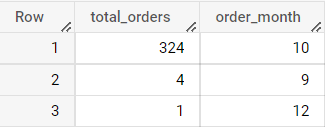 Row total_orders order_month
1 324 10
2 4 9
3 1 12